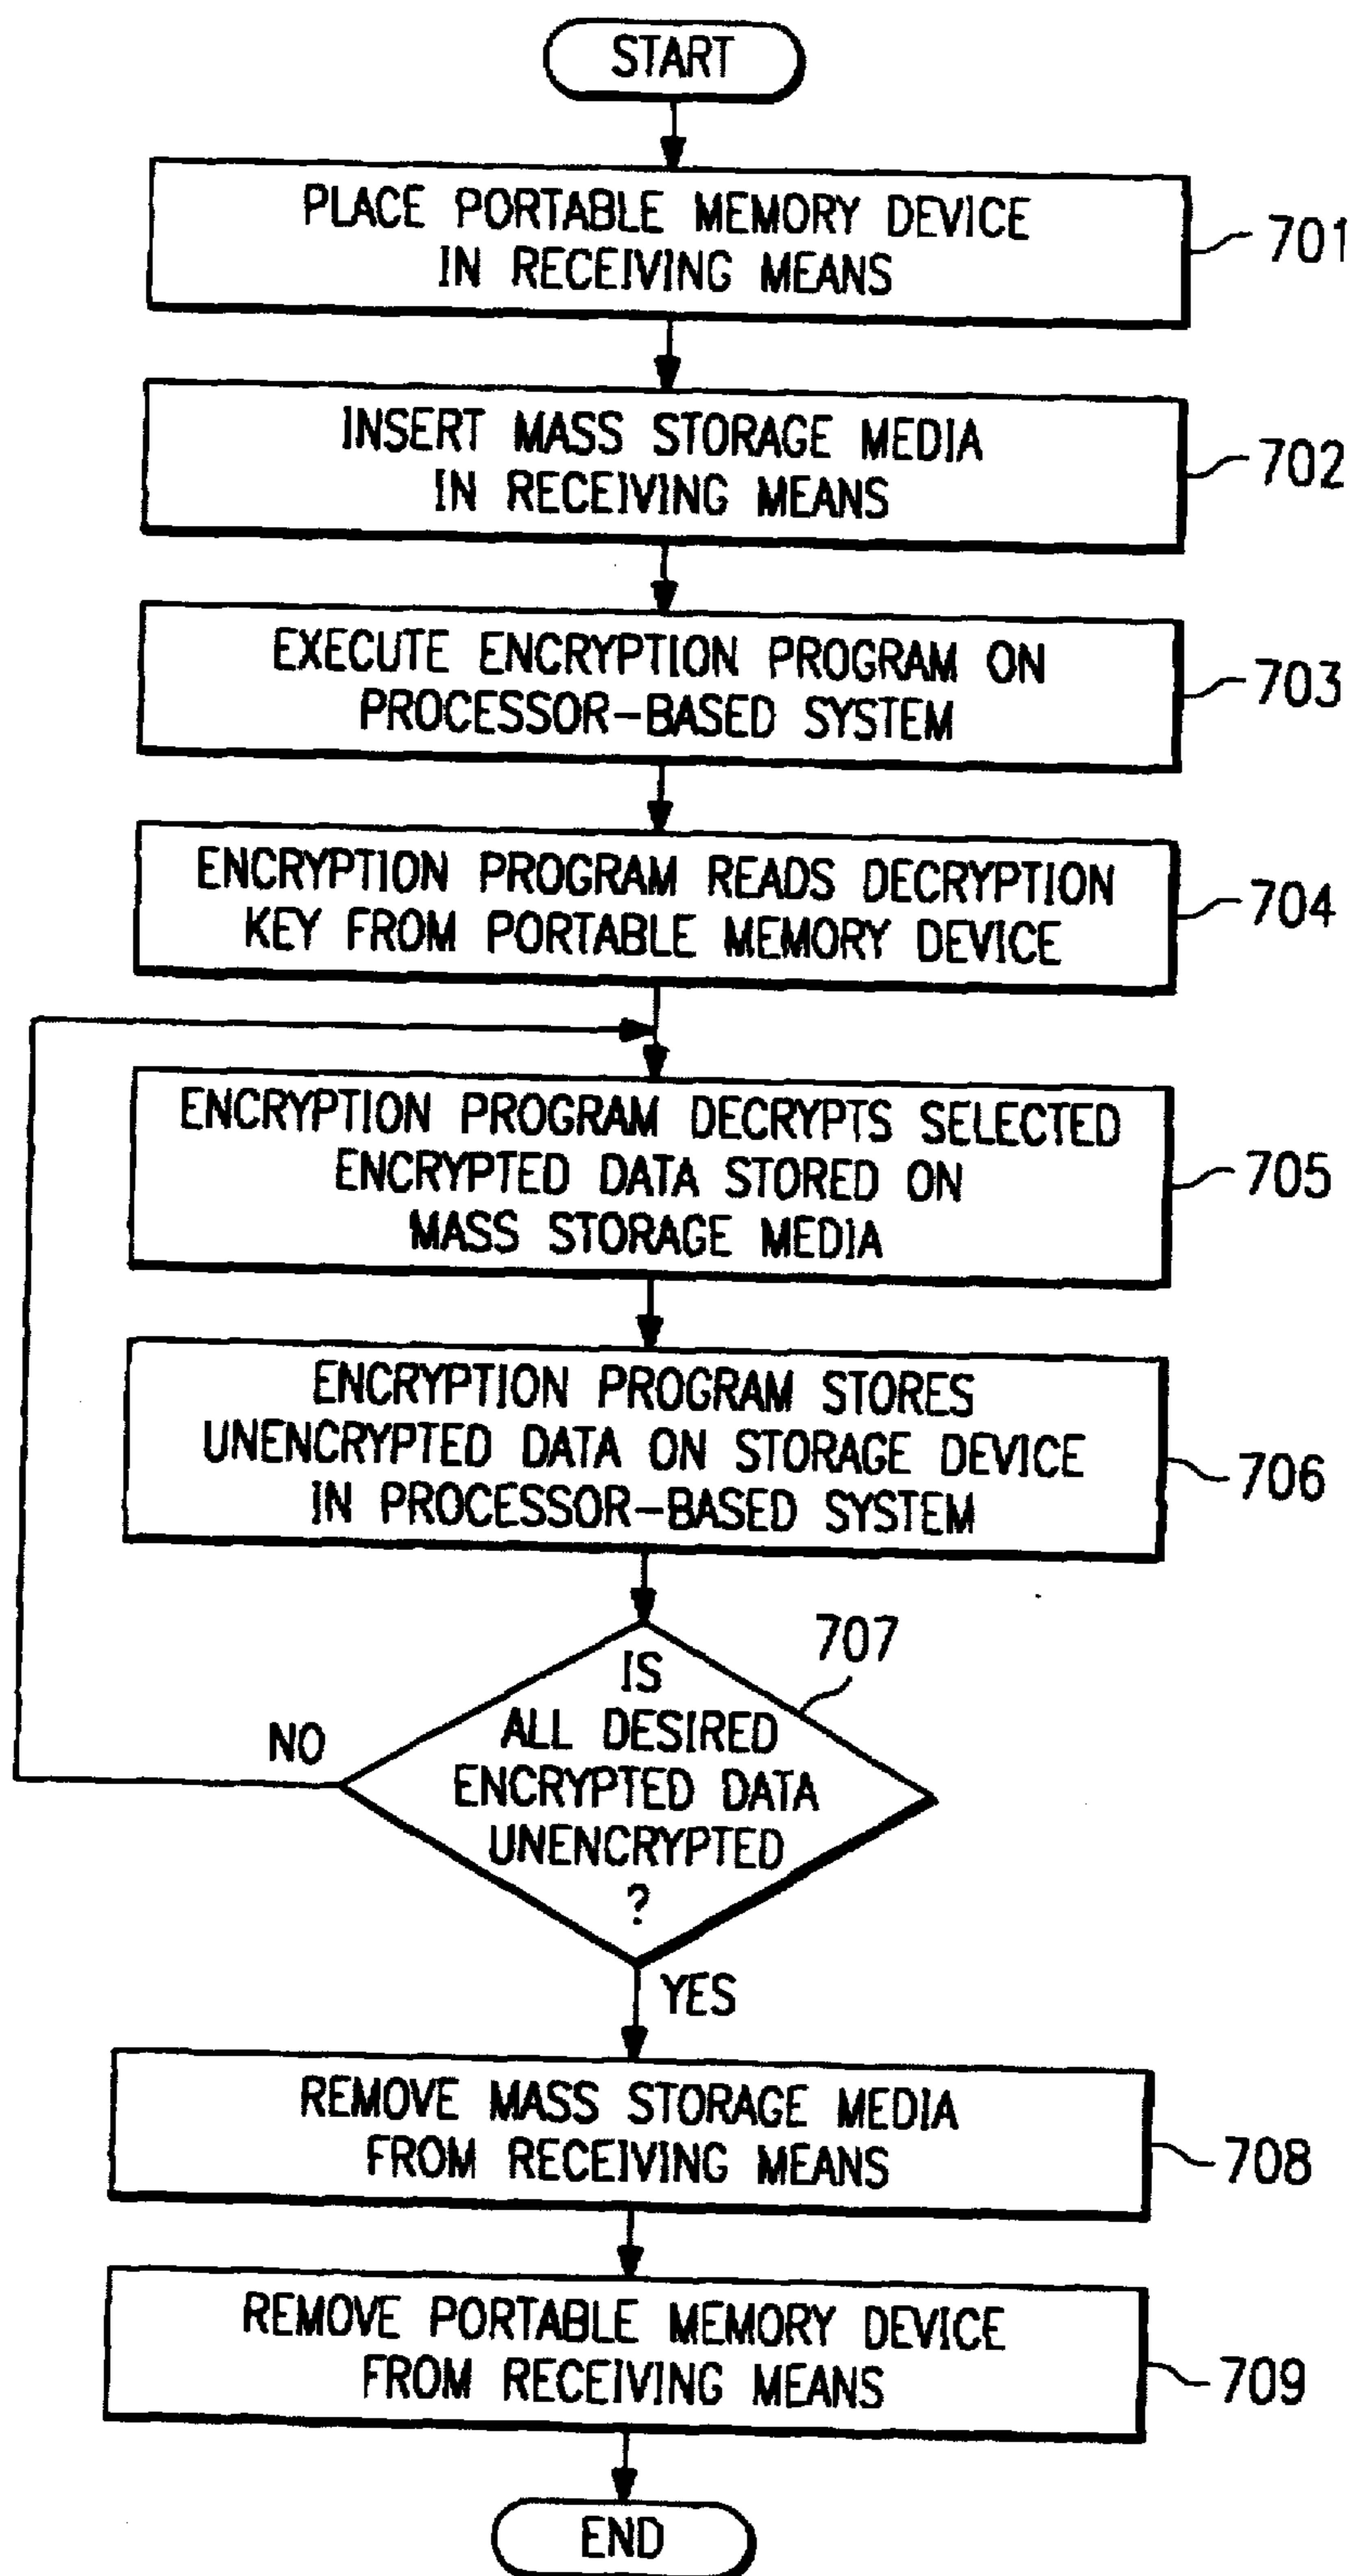 START
PLACE PORTABLE MEMORY DEVICE
IN RECEIVING MEANS
701
INSERT MASS STORAGE MEDIA
IN RECEIVING MEANS
702
EXECUTE ENCRYPTION PROGRAM ON
PROCESSOR-BASED SYSTEM
703
ENCRYPTION PROGRAM READS DECRYPTION
KEY FROM PORTABLE MEMORY DEVICE
704
ENCRYPTION PROGRAM DECRYPTS SELECTED
ENCRYPTED DATA STORED ON
MASS STORAGE MEDIA
705
ENCRYPTION PROGRAM STORES
UNENCRYPTED DATA ON STORAGE DEVICE
IN PROCESSOR-BASED SYSTEM
706
707
IS
ALL DESIRED
ENCRYPTED DATA
UNENCRYPTED
?
NO
YES
REMOVE MASS STORAGE MEDIA
FROM RECEIVING MEANS
708
REMOVE PORTABLE MEMORY DEVICE
FROM RECEIVING MEANS
709
END